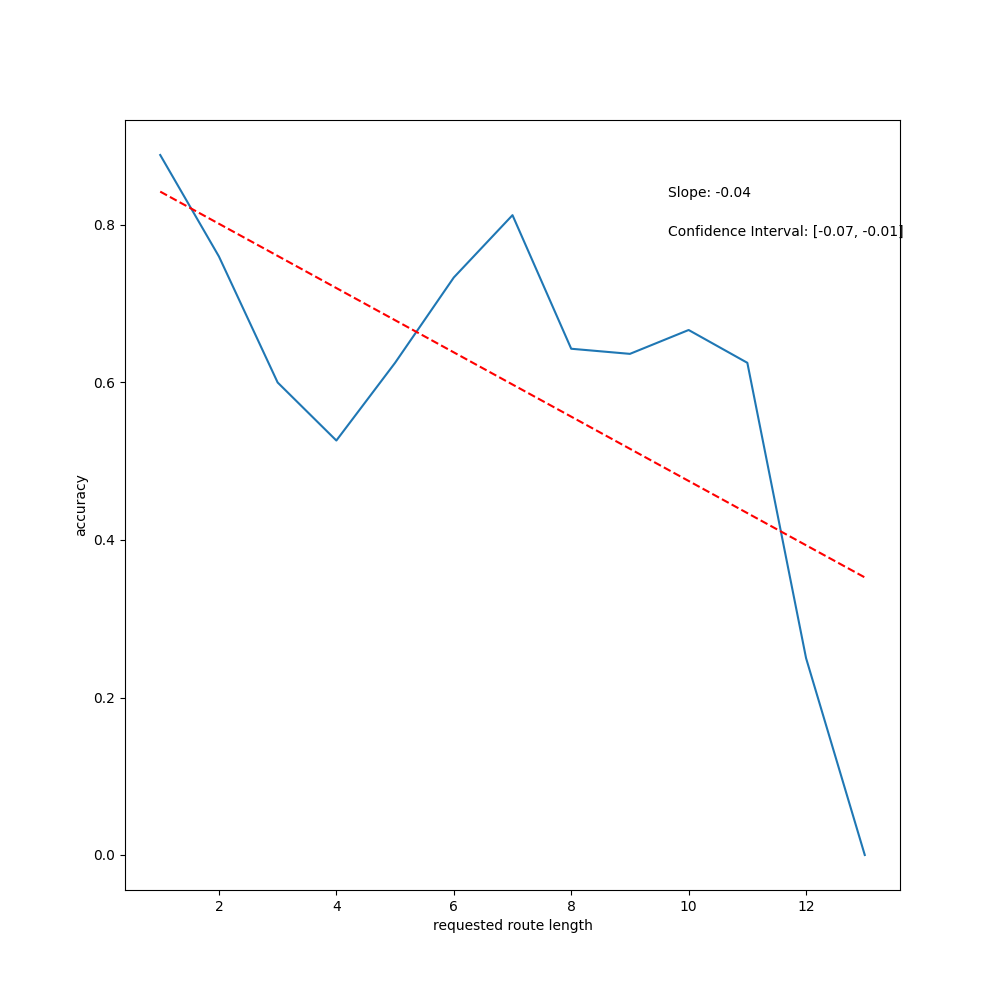 Slope: -0.04
Confidence Interval: [-0.07, -0.01]
0.8
0.6
0.4
0.2
0.0
accuracy
2 4 6 8 10 12
requested route length